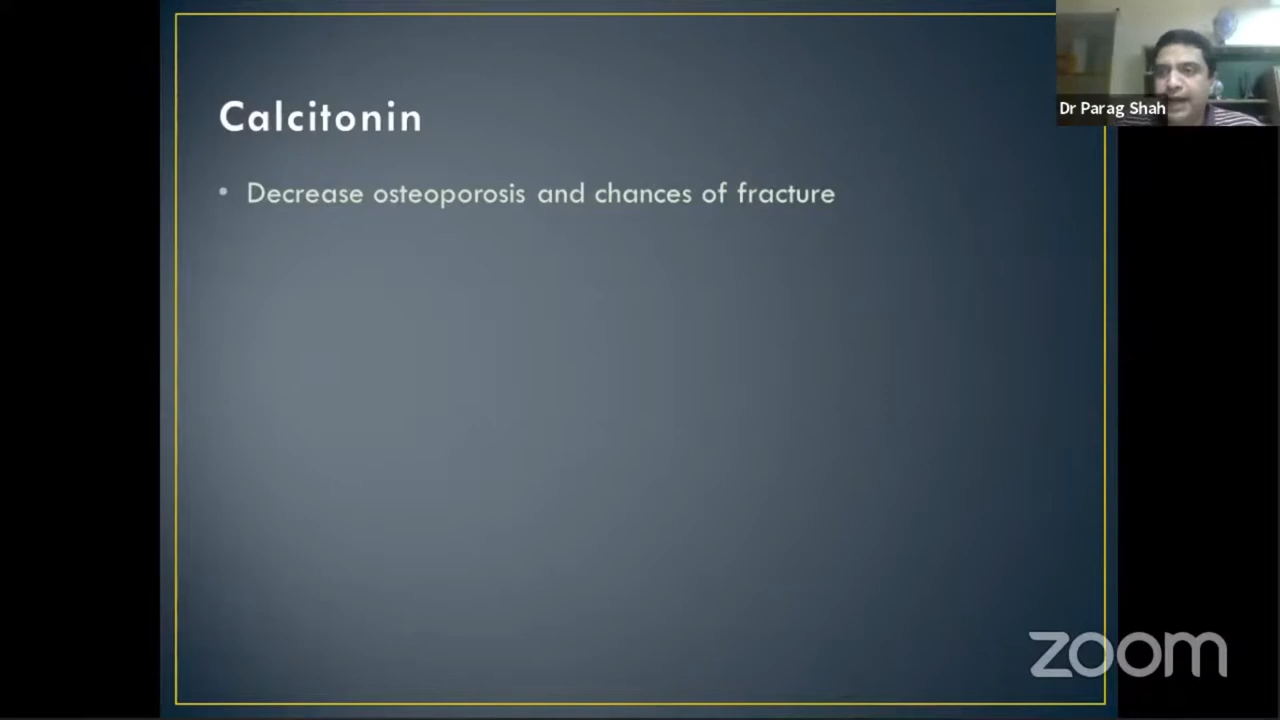 Calcitonin
• Decrease osteoporosis and chances of fracture
Dr Parag Shah
zoom